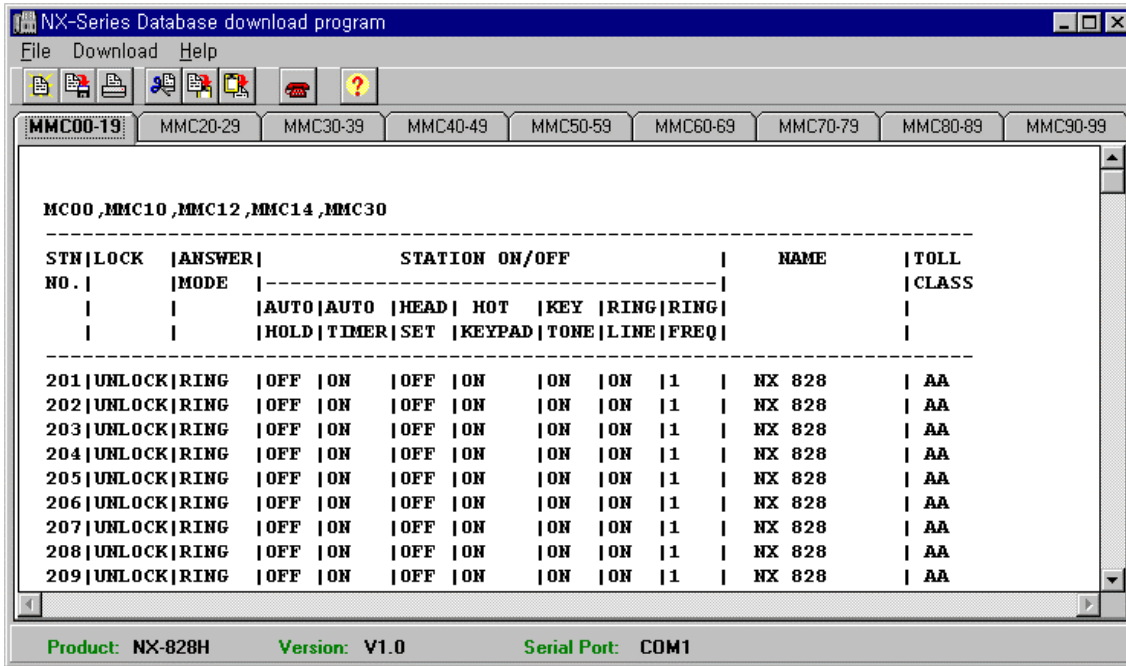 NX-Series Database download program
File Download Help
MMC00-19 MMC20-29 MMC30-39 MMC40-49 MMC50-59 MMC60-69 MMC70-79 MMC80-89 MMC90-99
MC00,MMC10,MMC12,MMC14,MMC30
--------------------------------------------------------------------------------
STN|LOCK |ANSWER| STATION ON/OFF | NAME |TOLL
NO.| |MODE |---------------------------------------| |CLASS
| | |AUTO|AUTO |HEAD| HOT |KEY |RING|RING| |
| | |HOLD|TIMER|SET |KEYPAD|TONE|LINE|FREQ| |
--------------------------------------------------------------------------------
201|UNLOCK|RING |OFF |ON |OFF |ON |ON |ON |1 | NX 828 | AA
202|UNLOCK|RING |OFF |ON |OFF |ON |ON |ON |1 | NX 828 | AA
203|UNLOCK|RING |OFF |ON |OFF |ON |ON |ON |1 | NX 828 | AA
204|UNLOCK|RING |OFF |ON |OFF |ON |ON |ON |1 | NX 828 | AA
205|UNLOCK|RING |OFF |ON |OFF |ON |ON |ON |1 | NX 828 | AA
206|UNLOCK|RING |OFF |ON |OFF |ON |ON |ON |1 | NX 828 | AA
207|UNLOCK|RING |OFF |ON |OFF |ON |ON |ON |1 | NX 828 | AA
208|UNLOCK|RING |OFF |ON |OFF |ON |ON |ON |1 | NX 828 | AA
209|UNLOCK|RING |OFF |ON |OFF |ON |ON |ON |1 | NX 828 | AA
Product: NX-828H Version: V1.0 Serial Port: COM1